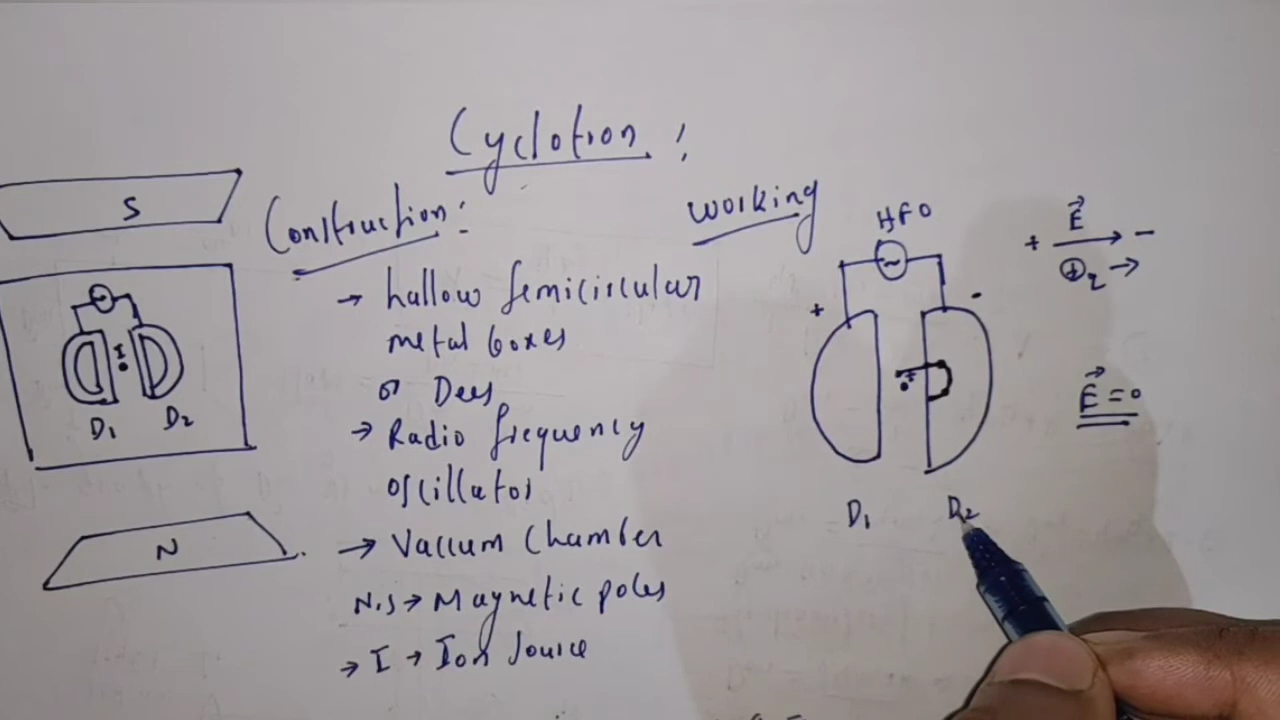 Cyclotron :
S
D1 D2
I
N
Construction :
→ hallow semicircular
metal boxes
or Dees
→ Radio frequency
oscillator
→ Vaccum Chamber
N.S → Magnetic poles
→ I → Ion Source
working
HFO
+ -
D1 D2
+ E⃗ → -
⊕q →
E⃗ = 0